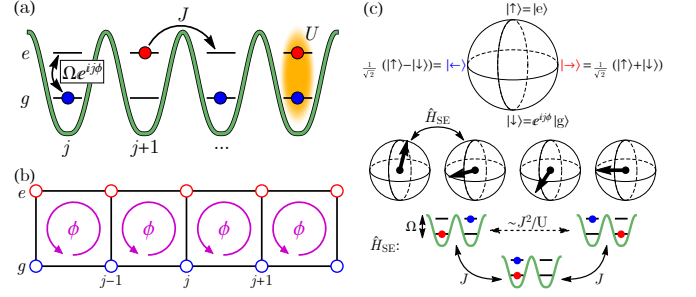 (a)
J
U
e
Ωe^{ijϕ}
g
j
j+1
...
(b)
e
ϕ ϕ ϕ ϕ
g
j-1
j
j+1
(c)
|↑⟩=|e⟩
1/√2 (|↑⟩−|↓⟩)= |←⟩
|→⟩ = 1/√2 (|↑⟩+|↓⟩)
|↓⟩=e^{ijϕ}|g⟩
Ĥ_SE
Ω
~J²/U
Ĥ_SE:
J
J